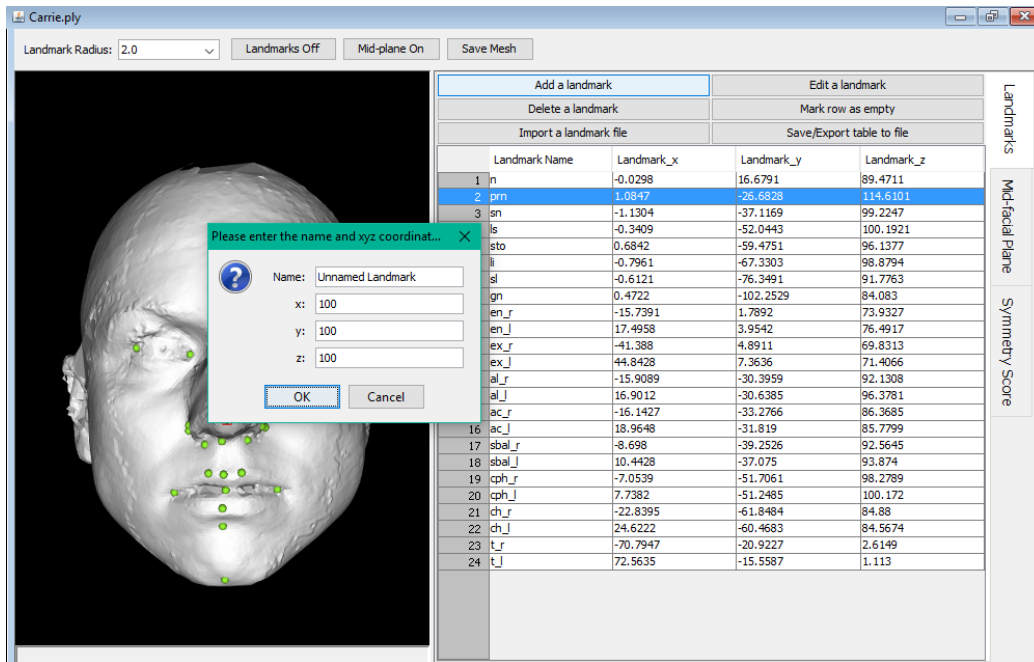 Carrie.ply
Landmark Radius: 2.0 Landmarks Off Mid-plane On Save Mesh
Add a landmark Edit a landmark
Delete a landmark Mark row as empty
Import a landmark file Save/Export table to file
Landmarks
Mid-facial Plane
Symmetry Score
Landmark Name Landmark_x Landmark_y Landmark_z
1 n -0.0298 16.6791 89.4711
2 prn 1.0847 -26.6828 114.6101
3 sn -1.1304 -37.1169 99.2247
ls -0.3409 -52.0443 100.1921
sto 0.6842 -59.4751 96.1377
li -0.7961 -67.3303 98.8794
sl -0.6121 -76.3491 91.7763
gn 0.4722 -102.2529 84.083
en_r -15.7391 1.7892 73.9327
en_l 17.4958 3.9542 76.4917
ex_r -41.388 4.8911 69.8313
ex_l 44.8428 7.3636 71.4066
al_r -15.9089 -30.3959 92.1308
al_l 16.9012 -30.6385 96.3781
ac_r -16.1427 -33.2766 86.3685
16 ac_l 18.9648 -31.819 85.7799
17 sbal_r -8.698 -39.2526 92.5645
18 sbal_l 10.4428 -37.075 93.874
19 cph_r -7.0539 -51.7061 98.2789
20 cph_l 7.7382 -51.2485 100.172
21 ch_r -22.8395 -61.8484 84.88
22 ch_l 24.6222 -60.4683 84.5674
23 t_r -70.7947 -20.9227 2.6149
24 t_l 72.5635 -15.5587 1.113
Please enter the name and xyz coordinat...
Name: Unnamed Landmark
x: 100
y: 100
z: 100
OK Cancel